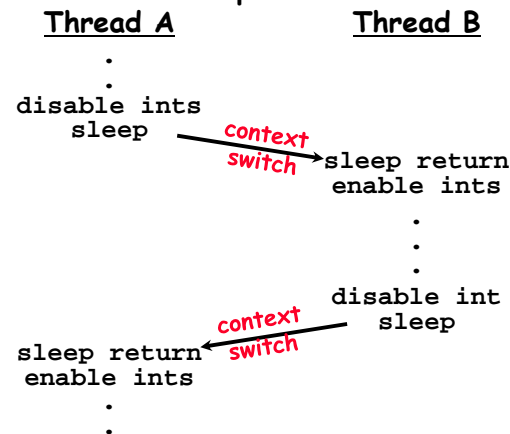 Thread A
Thread B
.
.
disable ints
sleep
context
switch
sleep return
enable ints
.
.
.
disable int
sleep
context
switch
sleep return
enable ints
.
.